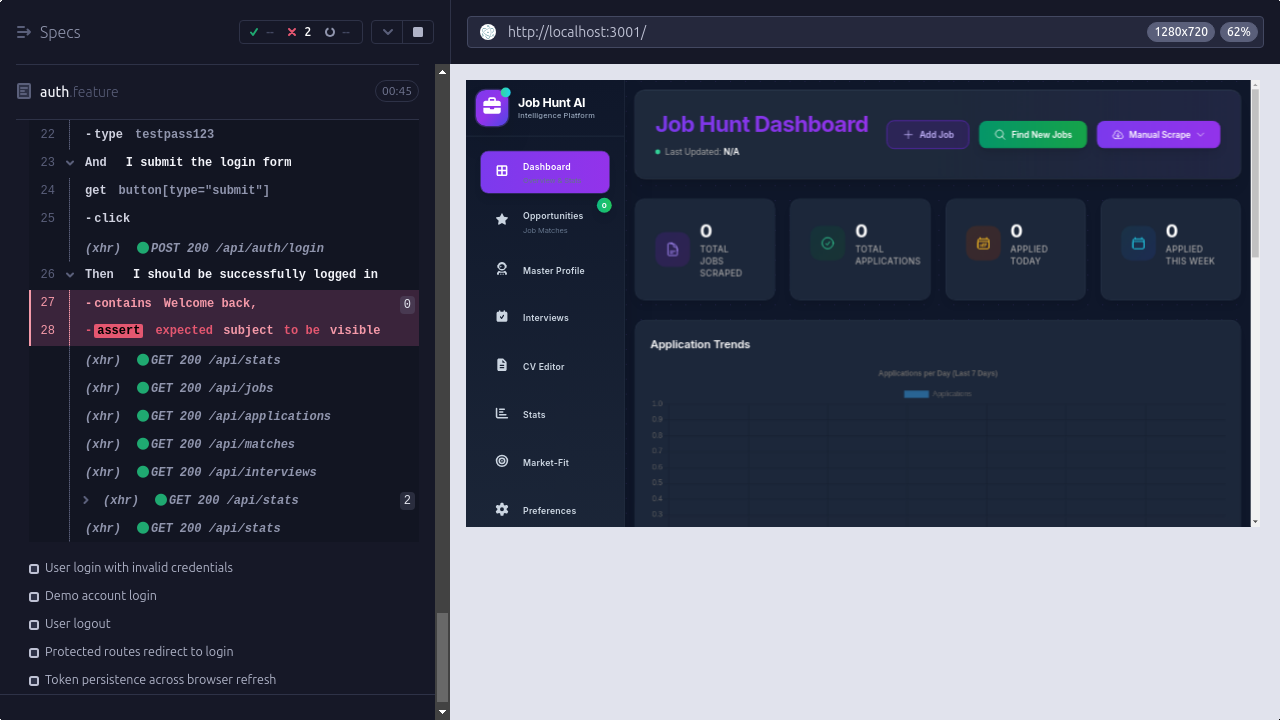 Specs
-- 2 --
auth.feature 00:45
22 -type testpass123
23 And I submit the login form
24 get button[type="submit"]
25 -click
(xhr) POST 200 /api/auth/login
26 Then I should be successfully logged in
27 -contains Welcome back, 0
28 -assert expected subject to be visible
(xhr) GET 200 /api/stats
(xhr) GET 200 /api/jobs
(xhr) GET 200 /api/applications
(xhr) GET 200 /api/matches
(xhr) GET 200 /api/interviews
(xhr) GET 200 /api/stats 2
(xhr) GET 200 /api/stats
User login with invalid credentials
Demo account login
User logout
Protected routes redirect to login
Token persistence across browser refresh
http://localhost:3001/ 1280x720 62%
Job Hunt AI
Intelligence Platform
Dashboard
Opportunities 0
Job Matches
Master Profile
Interviews
CV Editor
Stats
Market-Fit
Preferences
Job Hunt Dashboard
Last Updated: N/A
Add Job
Find New Jobs
Manual Scrape
0
TOTAL
JOBS
SCRAPED
0
TOTAL
APPLICATIONS
0
APPLIED
TODAY
0
APPLIED
THIS WEEK
Application Trends
Applications per Day (Last 7 Days)
Applications
1.0
0.9
0.8
0.7
0.6
0.5
0.4
0.3